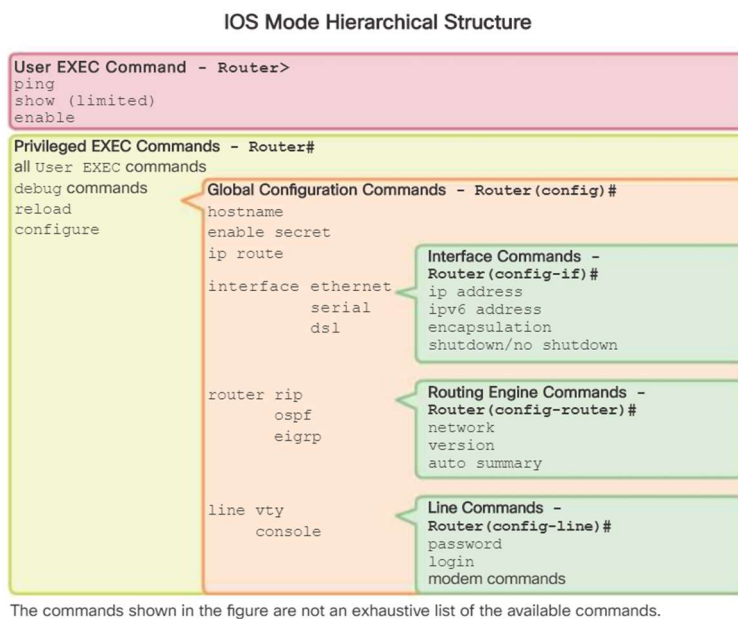 IOS Mode Hierarchical Structure
User EXEC Command - Router>
ping
show (limited)
enable
Privileged EXEC Commands - Router#
all User EXEC commands
debug commands
reload
configure
Global Configuration Commands - Router(config)#
hostname
enable secret
ip route
interface ethernet
serial
dsl
Interface Commands -
Router(config-if)#
ip address
ipv6 address
encapsulation
shutdown/no shutdown
router rip
ospf
eigrp
Routing Engine Commands -
Router(config-router)#
network
version
auto summary
line vty
console
Line Commands -
Router(config-line)#
password
login
modem commands
The commands shown in the figure are not an exhaustive list of the available commands.